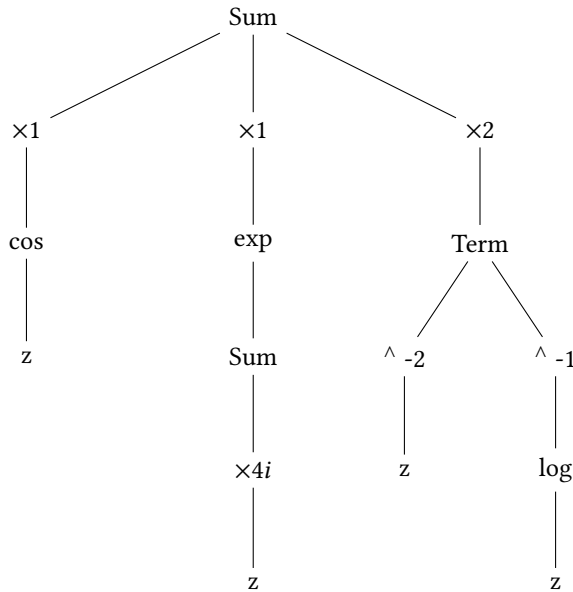 Sum
×1 ×1 ×2
cos exp Term
z Sum ^ -2 ^ -1
×4i z log
z z